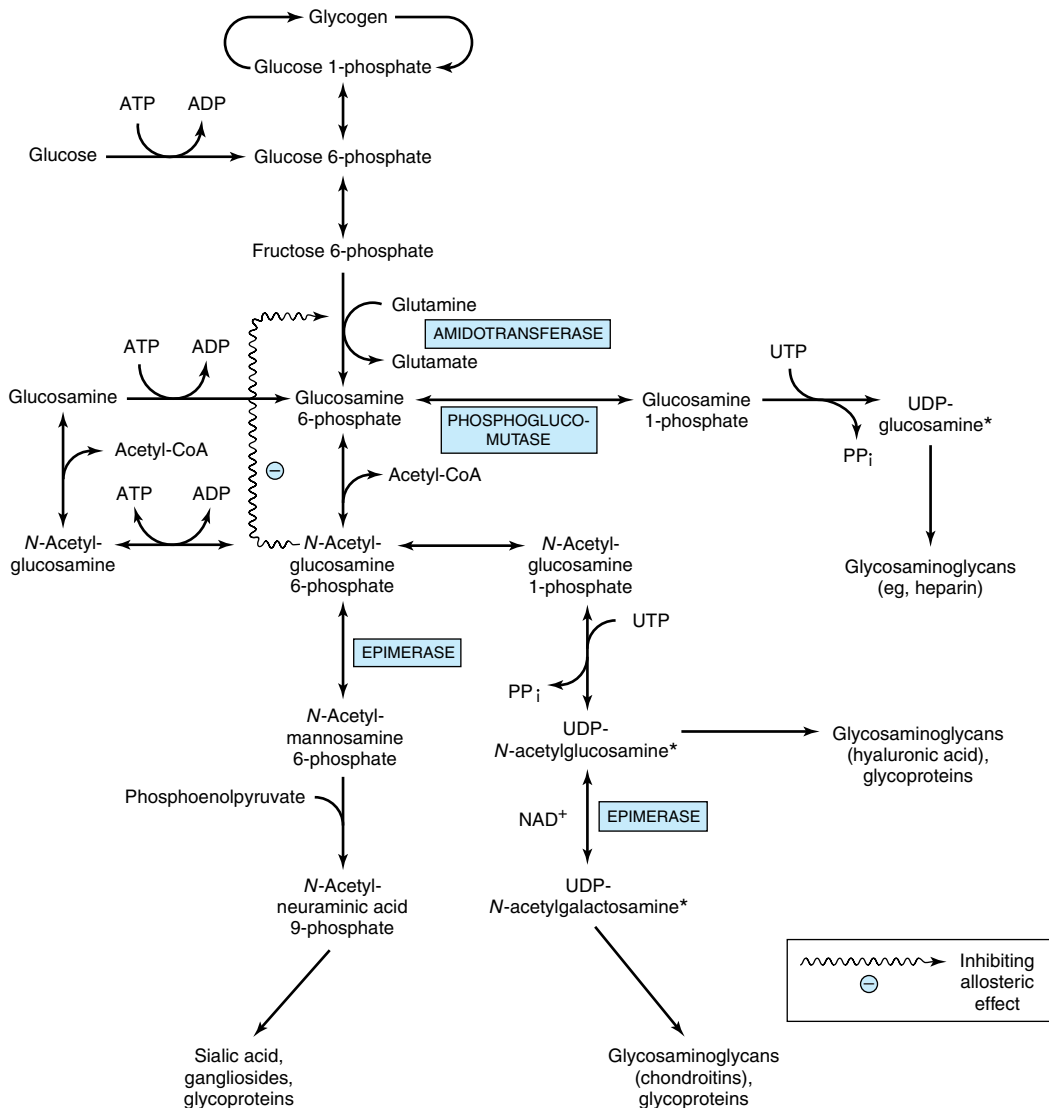 Glycogen
Glucose 1-phosphate
ATP
ADP
Glucose
Glucose 6-phosphate
Fructose 6-phosphate
Glutamine
AMIDOTRANSFERASE
Glutamate
ATP
ADP
UTP
Glucosamine
Glucosamine
6-phosphate
PHOSPHOGLUCO-
MUTASE
Glucosamine
1-phosphate
UDP-
glucosamine*
PPi
Acetyl-CoA
−
Acetyl-CoA
ATP
ADP
N-Acetyl-
glucosamine
N-Acetyl-
glucosamine
6-phosphate
N-Acetyl-
glucosamine
1-phosphate
Glycosaminoglycans
(eg, heparin)
UTP
EPIMERASE
PPi
N-Acetyl-
mannosamine
6-phosphate
UDP-
N-acetylglucosamine*
Glycosaminoglycans
(hyaluronic acid),
glycoproteins
Phosphoenolpyruvate
NAD+
EPIMERASE
N-Acetyl-
neuraminic acid
9-phosphate
UDP-
N-acetylgalactosamine*
−
Inhibiting
allosteric
effect
Sialic acid,
gangliosides,
glycoproteins
Glycosaminoglycans
(chondroitins),
glycoproteins